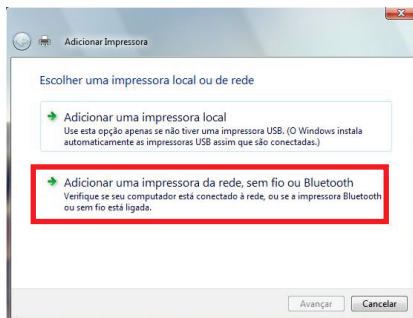 Adicionar Impressora
Escolher uma impressora local ou de rede
Adicionar uma impressora local
Use esta opção apenas se não tiver uma impressora USB. (O Windows instala
automaticamente as impressoras USB assim que são conectadas.)
Adicionar uma impressora da rede, sem fio ou Bluetooth
Verifique se seu computador está conectado à rede, ou se a impressora Bluetooth
ou sem fio está ligada.
Avançar Cancelar